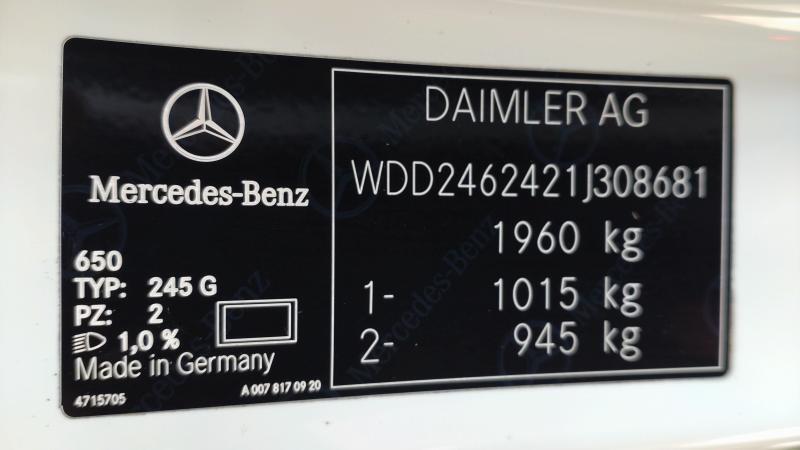 Mercedes-Benz
650
TYP: 245 G
PZ: 2
1,0 %
Made in Germany
4715705
A 007 817 09 20
DAIMLER AG
WDD2462421J308681
1960 kg
1- 1015 kg
2- 945 kg